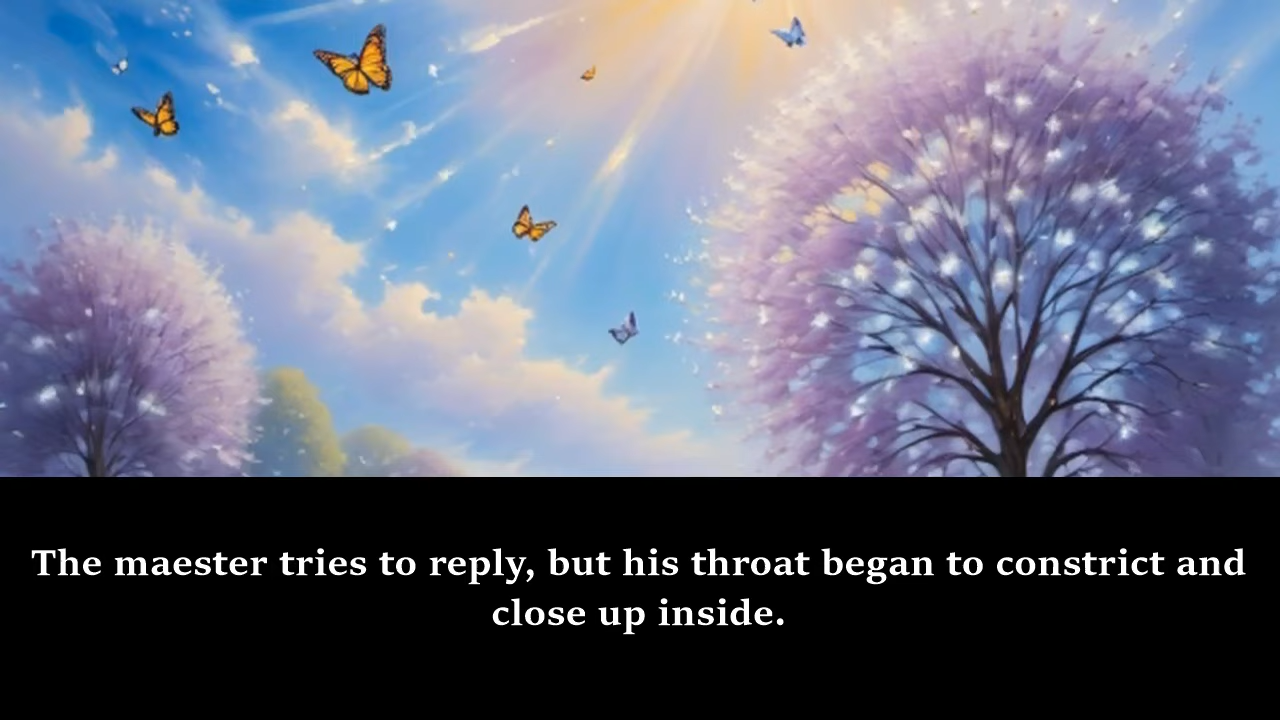 The maester tries to reply, but his throat began to constrict and
close up inside.